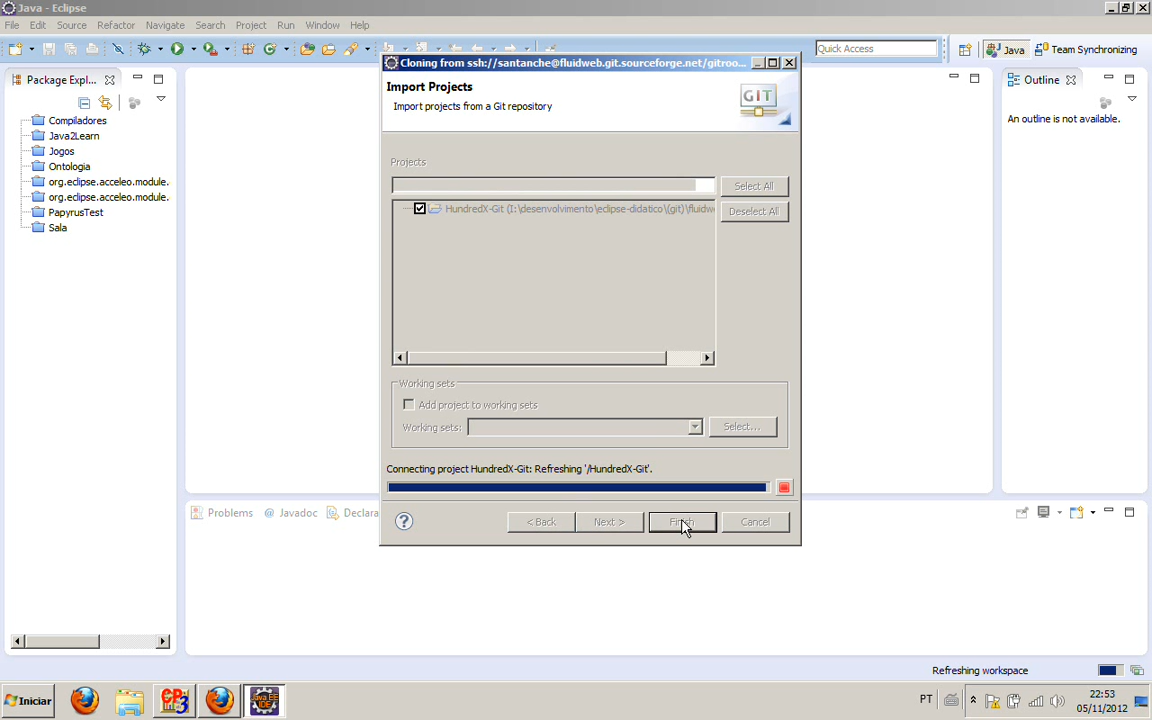 Java - Eclipse
File Edit Source Refactor Navigate Search Project Run Window Help
Quick Access
Java
Team Synchronizing
Package Expl...
Compiladores
Java2Learn
Jogos
Ontologia
org.eclipse.acceleo.module.
org.eclipse.acceleo.module.
PapyrusTest
Sala
Cloning from ssh://santanche@fluidweb.git.sourceforge.net/gitroo...
Import Projects
Import projects from a Git repository
GIT
Projects
Select All
HundredX-Git (I:\desenvolvimento\eclipse-didatico\(git)\fluidw
Deselect All
Working sets
Add project to working sets
Working sets:
Select...
Connecting project HundredX-Git: Refreshing '/HundredX-Git'.
?
< Back
Next >
Finish
Cancel
Outline
An outline is not available.
Problems
@ Javadoc
Declara
Refreshing workspace
Iniciar
PT
22:53
05/11/2012